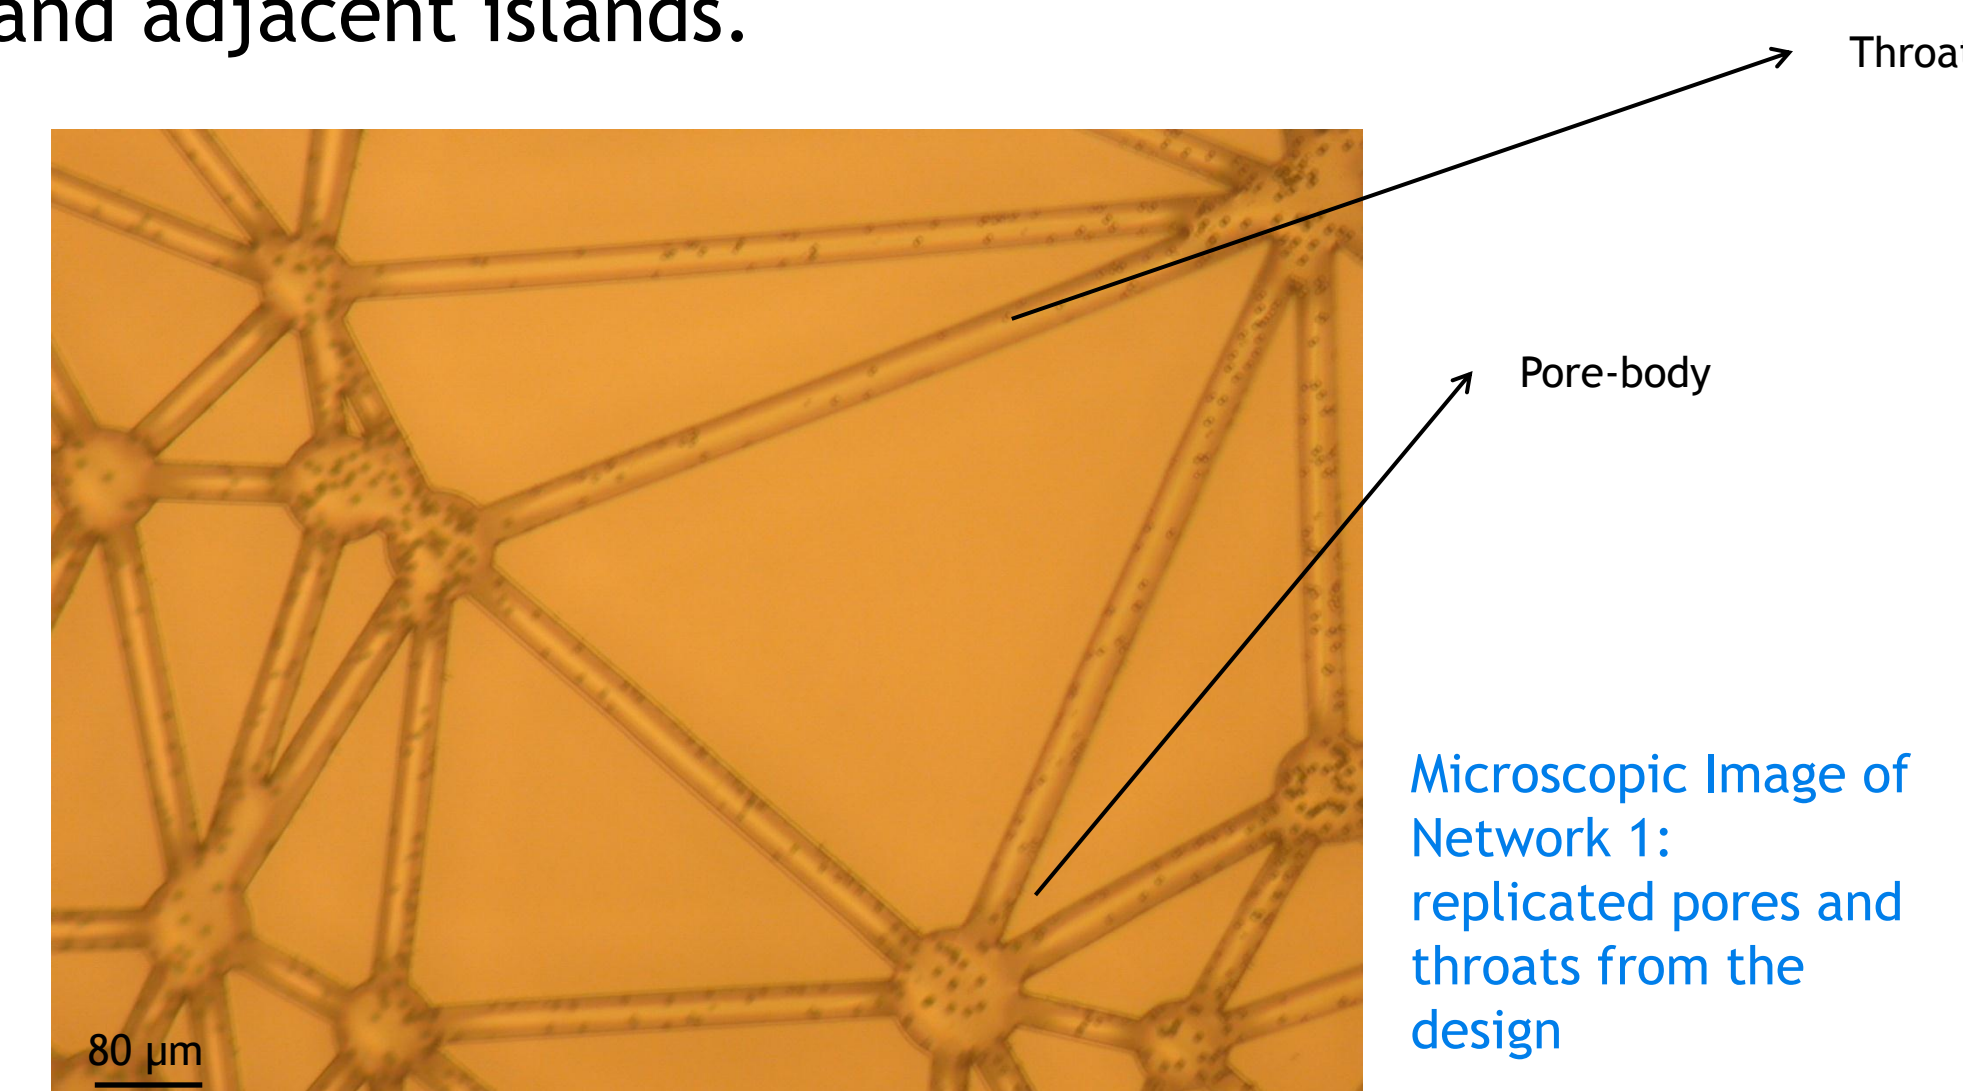 and adjacent islands.
Throat
Pore-body
Microscopic Image of
Network 1:
replicated pores and
throats from the
design
80 µm